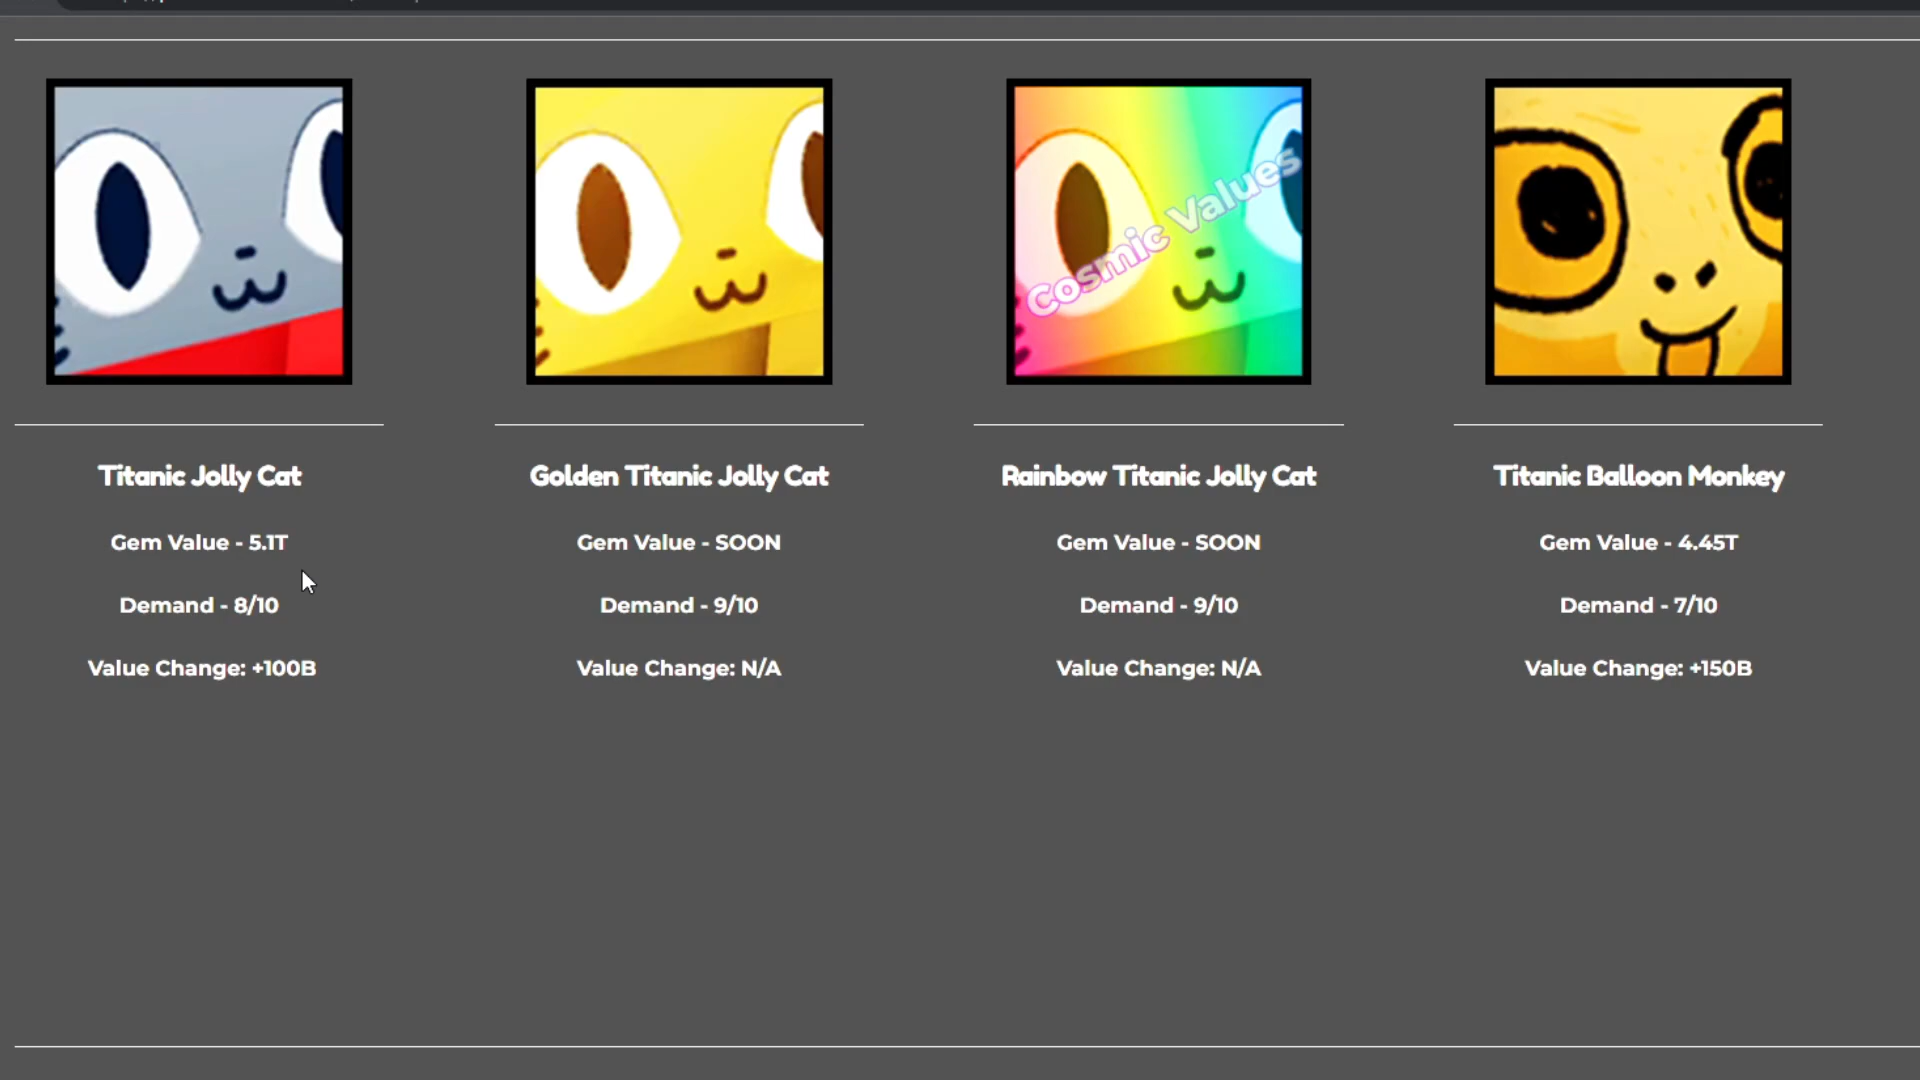 Cosmic Values
Titanic Jolly Cat
Gem Value - 5.1T
Demand - 8/10
Value Change: +100B
Golden Titanic Jolly Cat
Gem Value - SOON
Demand - 9/10
Value Change: N/A
Rainbow Titanic Jolly Cat
Gem Value - SOON
Demand - 9/10
Value Change: N/A
Titanic Balloon Monkey
Gem Value - 4.45T
Demand - 7/10
Value Change: +150B